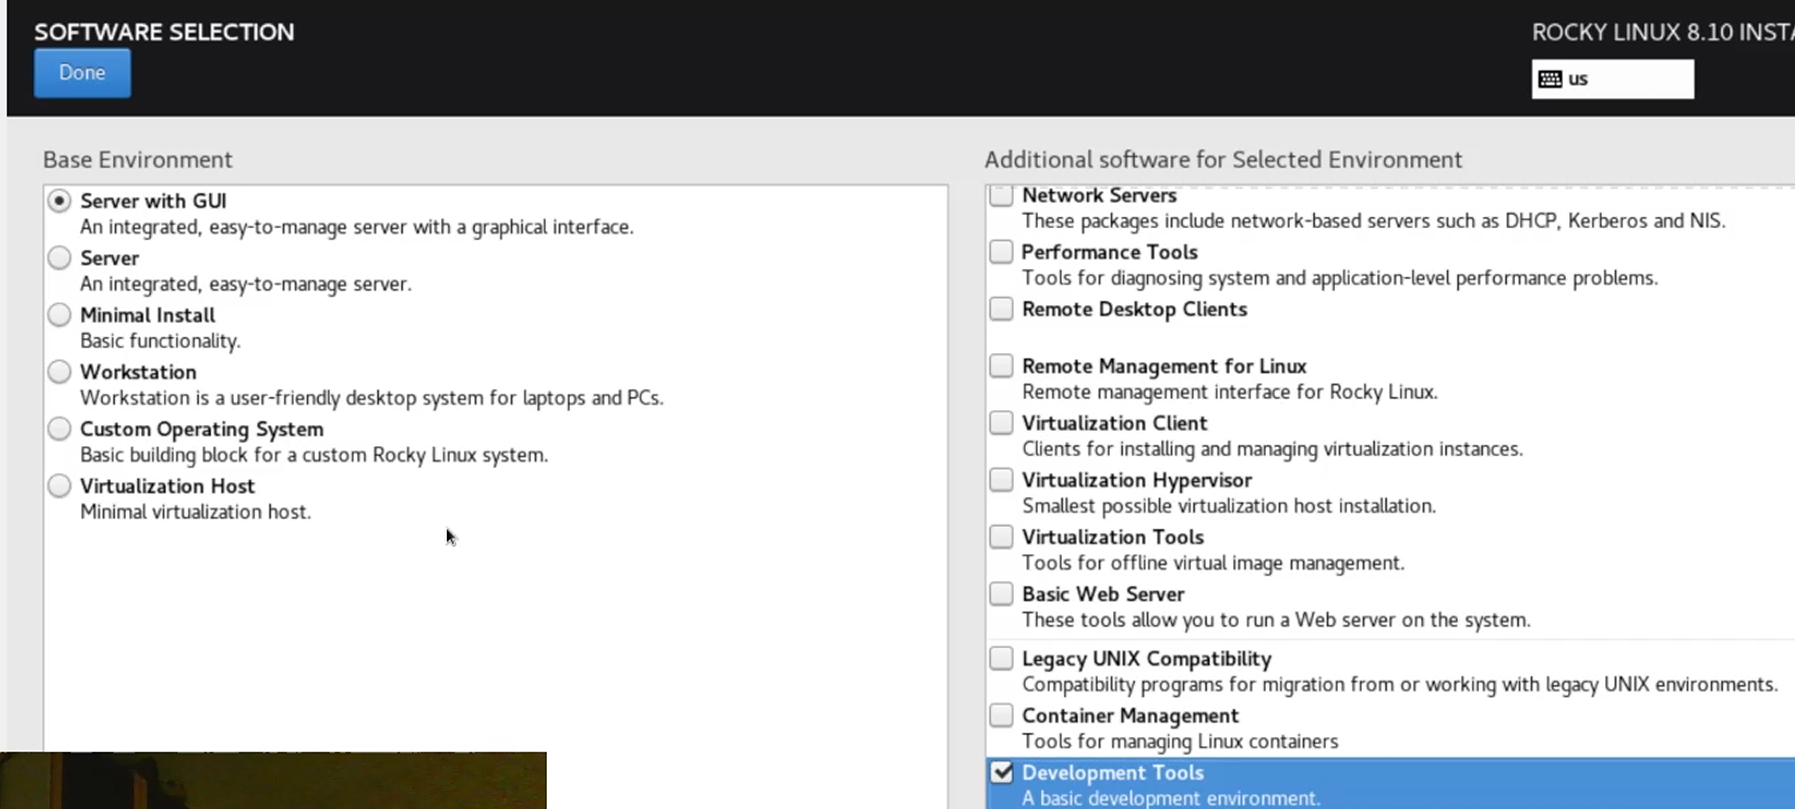 SOFTWARE SELECTION
Done
ROCKY LINUX 8.10 INSTA
us
Base Environment
Server with GUI
An integrated, easy-to-manage server with a graphical interface.
Server
An integrated, easy-to-manage server.
Minimal Install
Basic functionality.
Workstation
Workstation is a user-friendly desktop system for laptops and PCs.
Custom Operating System
Basic building block for a custom Rocky Linux system.
Virtualization Host
Minimal virtualization host.
Additional software for Selected Environment
Network Servers
These packages include network-based servers such as DHCP, Kerberos and NIS.
Performance Tools
Tools for diagnosing system and application-level performance problems.
Remote Desktop Clients
Remote Management for Linux
Remote management interface for Rocky Linux.
Virtualization Client
Clients for installing and managing virtualization instances.
Virtualization Hypervisor
Smallest possible virtualization host installation.
Virtualization Tools
Tools for offline virtual image management.
Basic Web Server
These tools allow you to run a Web server on the system.
Legacy UNIX Compatibility
Compatibility programs for migration from or working with legacy UNIX environments.
Container Management
Tools for managing Linux containers
Development Tools
A basic development environment.